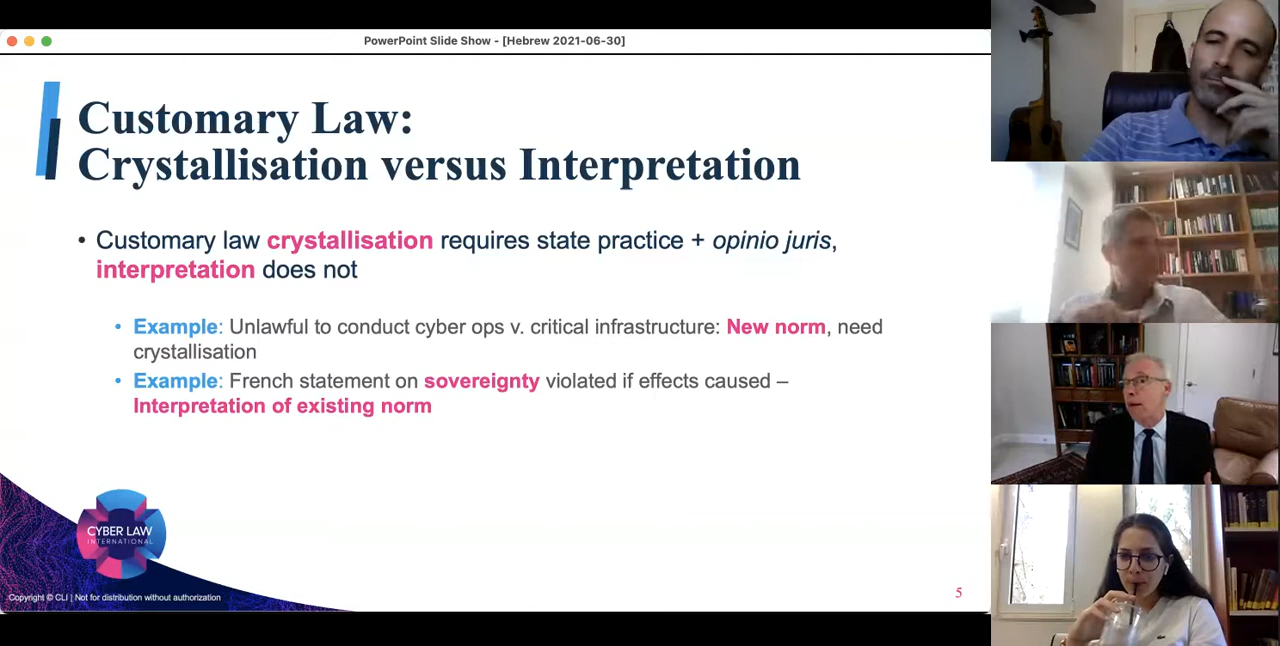 PowerPoint Slide Show - [Hebrew 2021-06-30]
Customary Law:
Crystallisation versus Interpretation
• Customary law crystallisation requires state practice + opinio juris,
interpretation does not
• Example: Unlawful to conduct cyber ops v. critical infrastructure: New norm, need
crystallisation
• Example: French statement on sovereignty violated if effects caused –
Interpretation of existing norm
CYBER LAW
INTERNATIONAL
Copyright © CLI | Not for distribution without authorization
5